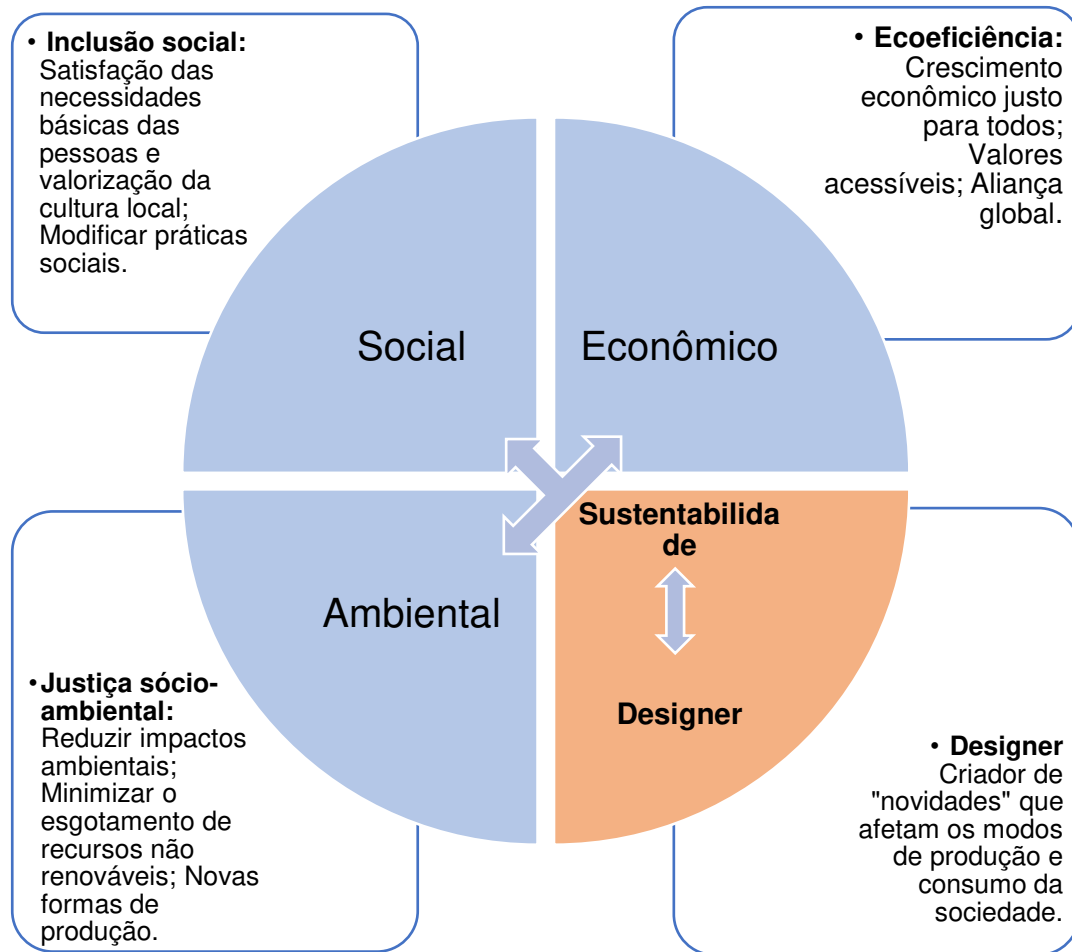 • Inclusão social:
Satisfação das
necessidades
básicas das
pessoas e
valorização da
cultura local;
Modificar práticas
sociais.
• Ecoeficiência:
Crescimento
econômico justo
para todos;
Valores
acessíveis; Aliança
global.
Social
Econômico
Ambiental
Sustentabilida
de
Designer
• Justiça sócio-
ambiental:
Reduzir impactos
ambientais;
Minimizar o
esgotamento de
recursos não
renováveis; Novas
formas de
produção.
• Designer
Criador de
"novidades" que
afetam os modos
de produção e
consumo da
sociedade.